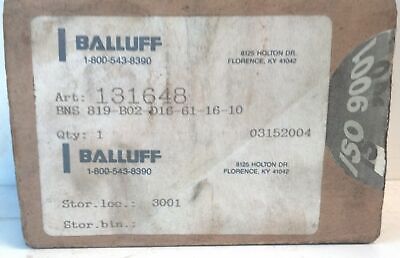 BALLUFF
1-800-543-8390
8125 HOLTON DR.
FLORENCE, KY 41042
Art: 131648
BNS 819-B02-D16-61-16-10
Qty: 1 03152004
BALLUFF
1-800-543-8390
8125 HOLTON DR.
FLORENCE, KY 41042
Stor.loc.: 3001
Stor.bin.:
ISO 9001